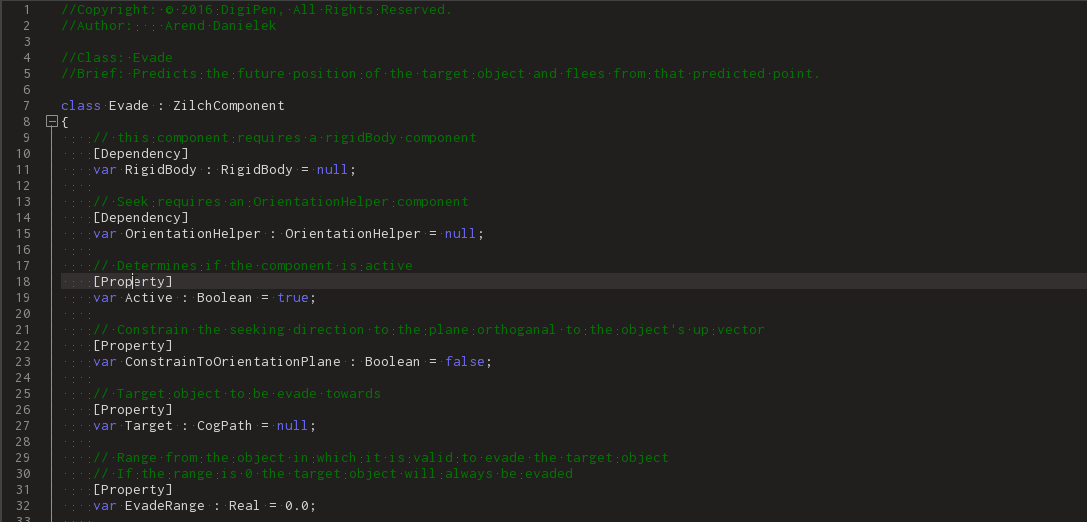 1 //Copyright: © 2016 DigiPen, All Rights Reserved.
2 //Author: Arend Danielek
3
4 //Class: Evade
5 //Brief: Predicts the future position of the target object and flees from that predicted point.
6
7 class Evade : ZilchComponent
8 {
9     // this component requires a rigidBody component
10     [Dependency]
11     var RigidBody : RigidBody = null;
12
13     // Seek requires an OrientationHelper component
14     [Dependency]
15     var OrientationHelper : OrientationHelper = null;
16
17     // Determines if the component is active
18     [Property]
19     var Active : Boolean = true;
20
21     // Constrain the seeking direction to the plane orthoganal to the object's up vector
22     [Property]
23     var ConstrainToOrientationPlane : Boolean = false;
24
25     // Target object to be evade towards
26     [Property]
27     var Target : CogPath = null;
28
29     // Range from the object in which it is valid to evade the target object
30     // If the range is 0 the target object will always be evaded
31     [Property]
32     var EvadeRange : Real = 0.0;
33